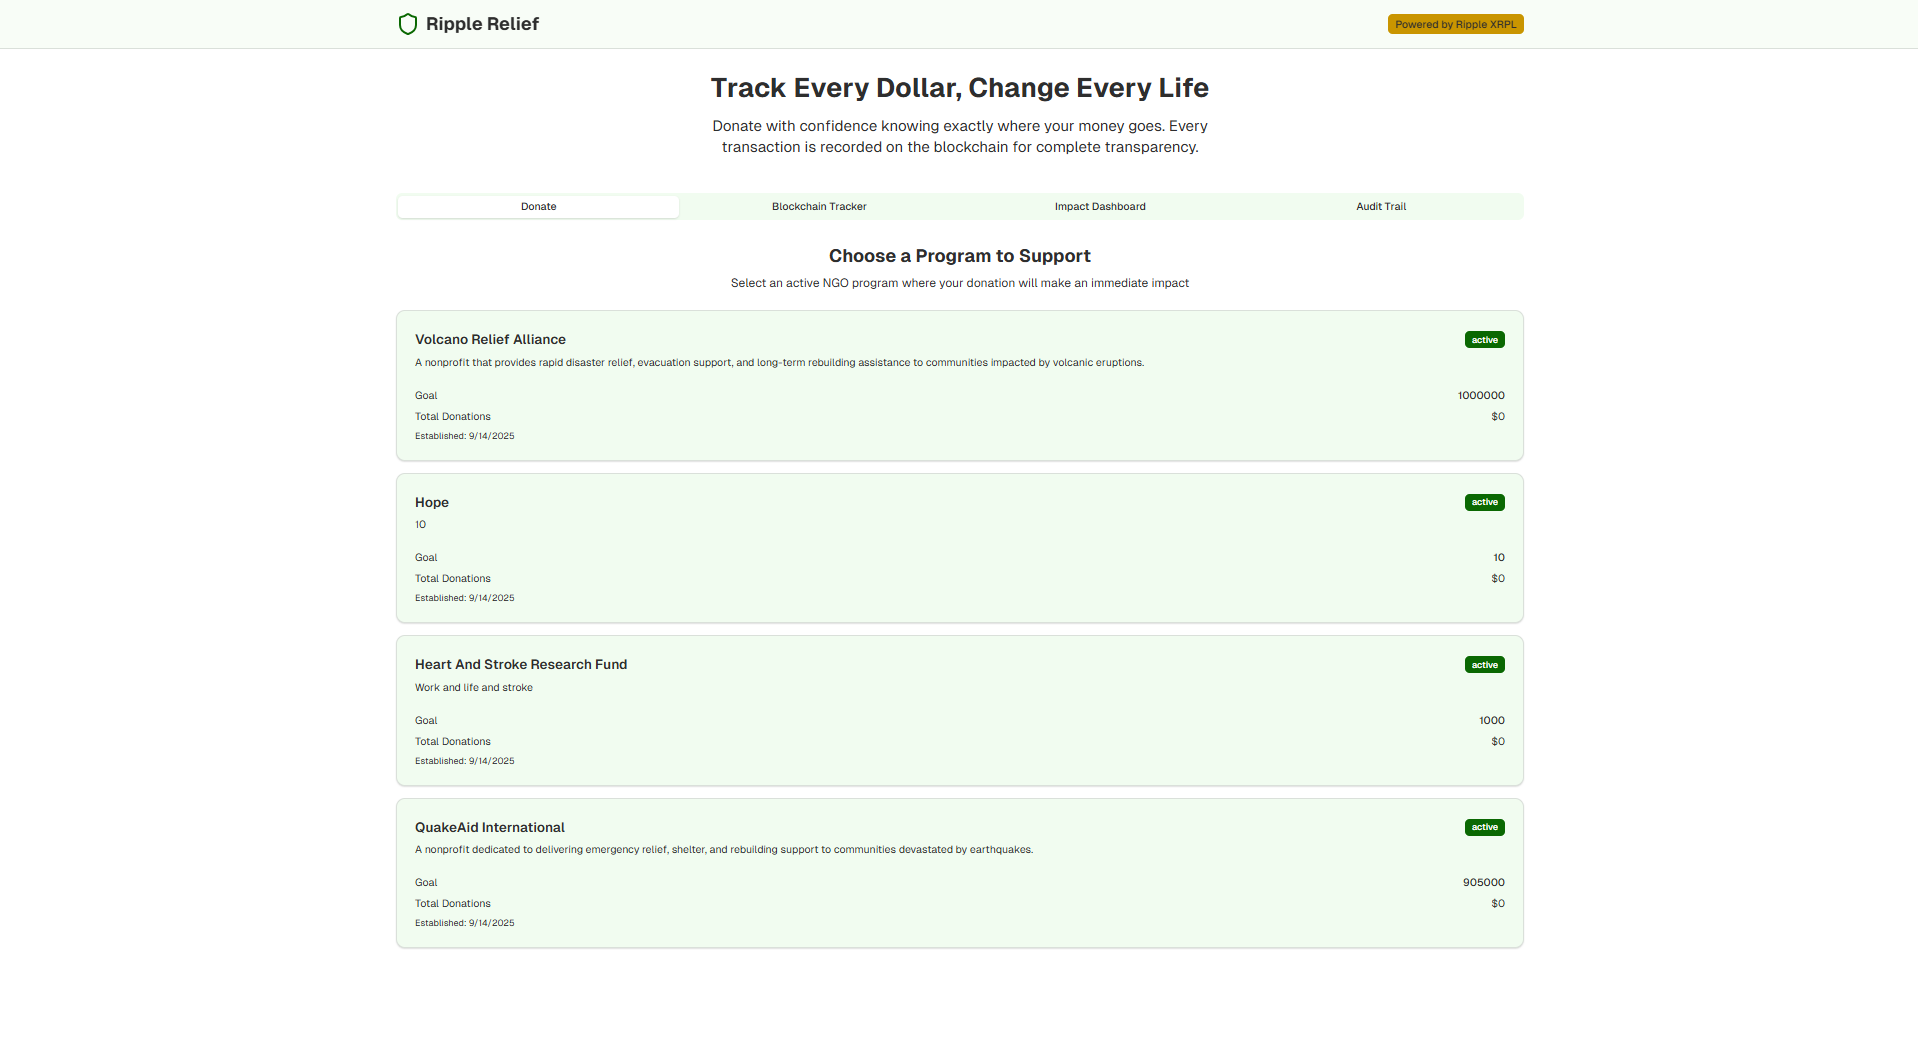 Ripple Relief
Powered by Ripple XRPL
Track Every Dollar, Change Every Life
Donate with confidence knowing exactly where your money goes. Every
transaction is recorded on the blockchain for complete transparency.
Donate
Blockchain Tracker
Impact Dashboard
Audit Trail
Choose a Program to Support
Select an active NGO program where your donation will make an immediate impact
Volcano Relief Alliance
active
A nonprofit that provides rapid disaster relief, evacuation support, and long-term rebuilding assistance to communities impacted by volcanic eruptions.
Goal 1000000
Total Donations $0
Established: 9/14/2025
Hope
active
10
Goal 10
Total Donations $0
Established: 9/14/2025
Heart And Stroke Research Fund
active
Work and life and stroke
Goal 1000
Total Donations $0
Established: 9/14/2025
QuakeAid International
active
A nonprofit dedicated to delivering emergency relief, shelter, and rebuilding support to communities devastated by earthquakes.
Goal 905000
Total Donations $0
Established: 9/14/2025